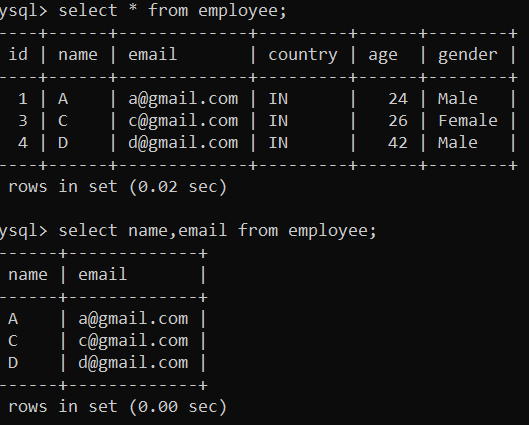 ysql> select * from employee;
----+------+-------------+---------+------+--------+
id | name | email | country | age | gender |
----+------+-------------+---------+------+--------+
1 | A | a@gmail.com | IN | 24 | Male |
3 | C | c@gmail.com | IN | 26 | Female |
4 | D | d@gmail.com | IN | 42 | Male |
----+------+-------------+---------+------+--------+
rows in set (0.02 sec)
ysql> select name,email from employee;
------+-------------+
name | email |
------+-------------+
A | a@gmail.com |
C | c@gmail.com |
D | d@gmail.com |
------+-------------+
rows in set (0.00 sec)